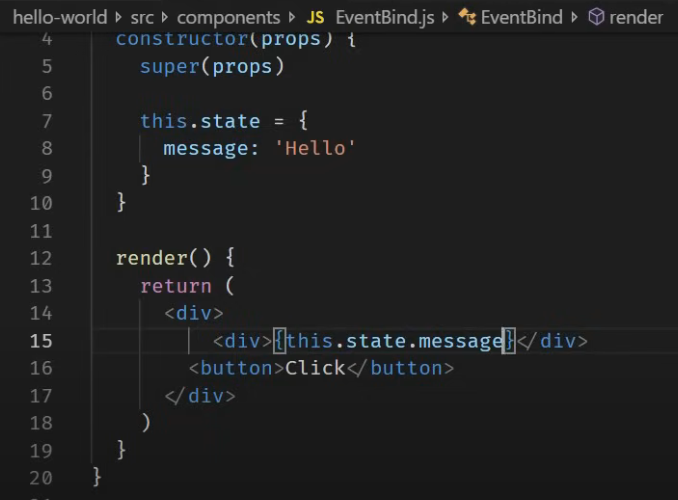 hello-world > src > components > JS EventBind.js > EventBind > render
4 constructor(props) {
5 super(props)
6
7 this.state = {
8 message: 'Hello'
9 }
10 }
11
12 render() {
13 return (
14 <div>
15 <div>{this.state.message}</div>
16 <button>Click</button>
17 </div>
18 )
19 }
20 }